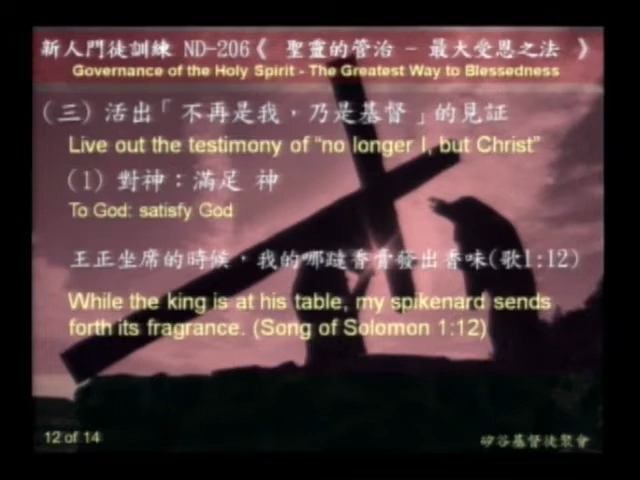 新人門徒訓練 ND-206《 聖靈的管治 - 最大受恩之法 》
Governance of the Holy Spirit - The Greatest Way to Blessedness
(三) 活出「不再是我，乃是基督」的見証
Live out the testimony of "no longer I, but Christ"
(1) 對神：滿足 神
To God: satisfy God
王正坐席的時候，我的哪躂香膏發出香味(歌1:12)
While the king is at his table, my spikenard sends
forth its fragrance. (Song of Solomon 1:12)
12 of 14
矽谷基督徒聚會